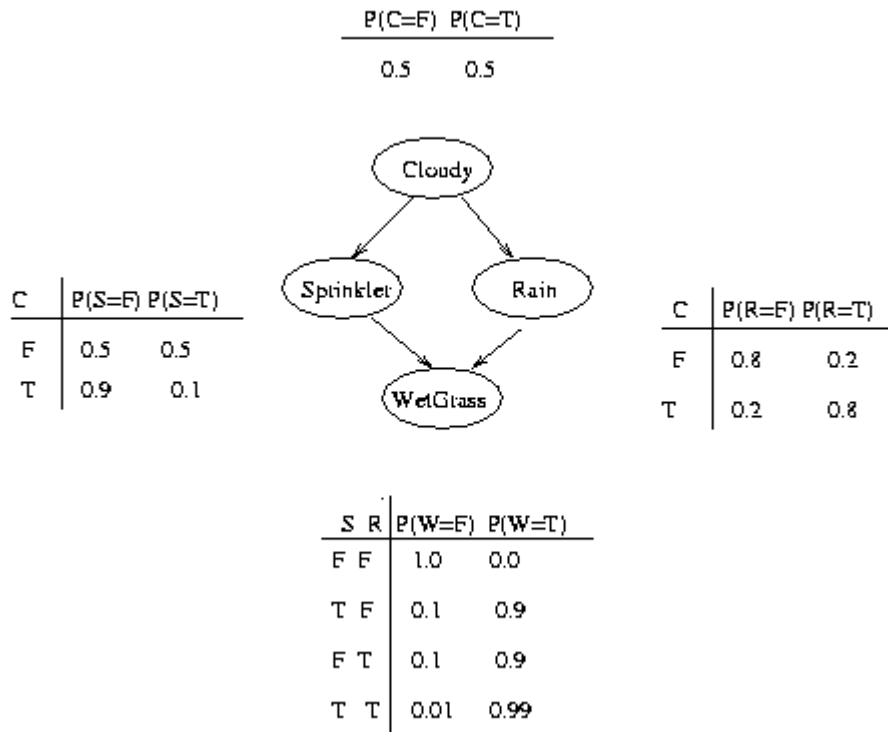 P(C=F) P(C=T)
0.5 0.5
Cloudy
Sprinkler
Rain
WetGrass
C P(S=F) P(S=T)
F 0.5 0.5
T 0.9 0.1
C P(R=F) P(R=T)
F 0.8 0.2
T 0.2 0.8
S R P(W=F) P(W=T)
F F 1.0 0.0
T F 0.1 0.9
F T 0.1 0.9
T T 0.01 0.99